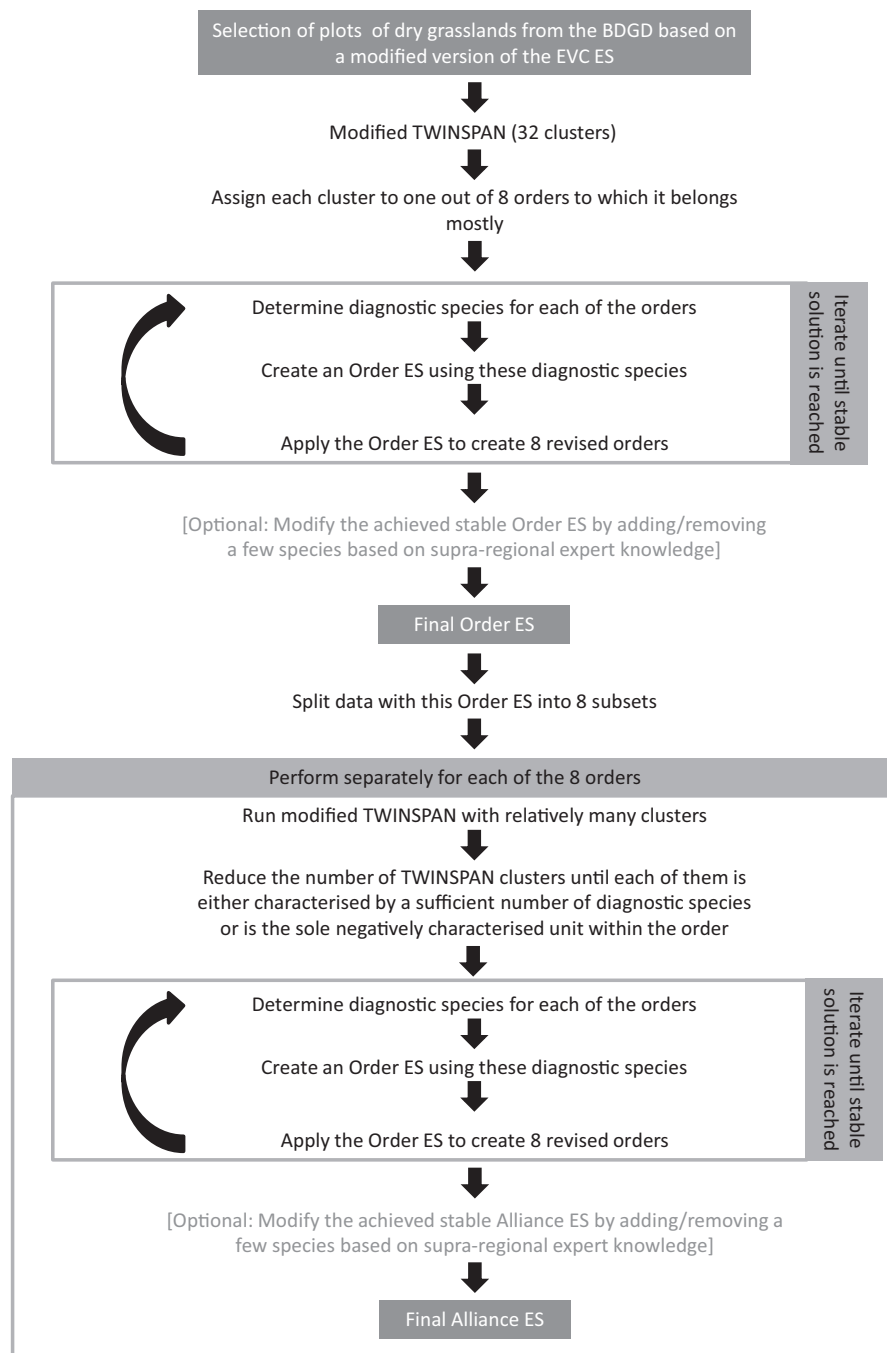 Selection of plots of dry grasslands from the BDGD based on
a modified version of the EVC ES
Modified TWINSPAN (32 clusters)
Assign each cluster to one out of 8 orders to which it belongs
mostly
Determine diagnostic species for each of the orders
Create an Order ES using these diagnostic species
Apply the Order ES to create 8 revised orders
Iterate until stable
solution is reached
[Optional: Modify the achieved stable Order ES by adding/removing
a few species based on supra-regional expert knowledge]
Final Order ES
Split data with this Order ES into 8 subsets
Perform separately for each of the 8 orders
Run modified TWINSPAN with relatively many clusters
Reduce the number of TWINSPAN clusters until each of them is
either characterised by a sufficient number of diagnostic species
or is the sole negatively characterised unit within the order
Determine diagnostic species for each of the orders
Create an Order ES using these diagnostic species
Apply the Order ES to create 8 revised orders
Iterate until stable
solution is reached
[Optional: Modify the achieved stable Alliance ES by adding/removing a
few species based on supra-regional expert knowledge]
Final Alliance ES